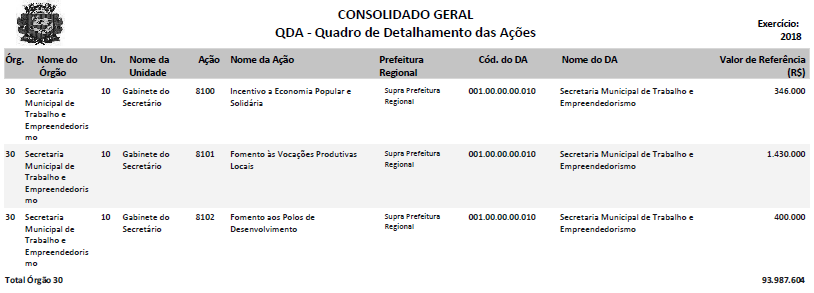 CONSOLIDADO GERAL
QDA - Quadro de Detalhamento das Ações
Exercício:
2018
Órg. Nome do Un. Nome da Ação Nome da Ação Prefeitura Cód. do DA Nome do DA Valor de Referência
Órgão Unidade Regional (R$)
30 Secretaria 10 Gabinete do 8100 Incentivo a Economia Popular e Supra Prefeitura 001.00.00.00.010 Secretaria Municipal de Trabalho e 346.000
Municipal de Secretário Solidária Regional Empreendedorismo
Trabalho e
Empreendedoris
mo
30 Secretaria 10 Gabinete do 8101 Fomento às Vocações Produtivas Supra Prefeitura 001.00.00.00.010 Secretaria Municipal de Trabalho e 1.430.000
Municipal de Secretário Locais Regional Empreendedorismo
Trabalho e
Empreendedoris
mo
30 Secretaria 10 Gabinete do 8102 Fomento aos Polos de Supra Prefeitura 001.00.00.00.010 Secretaria Municipal de Trabalho e 400.000
Municipal de Secretário Desenvolvimento Regional Empreendedorismo
Trabalho e
Empreendedoris
mo
Total Órgão 30 93.987.604